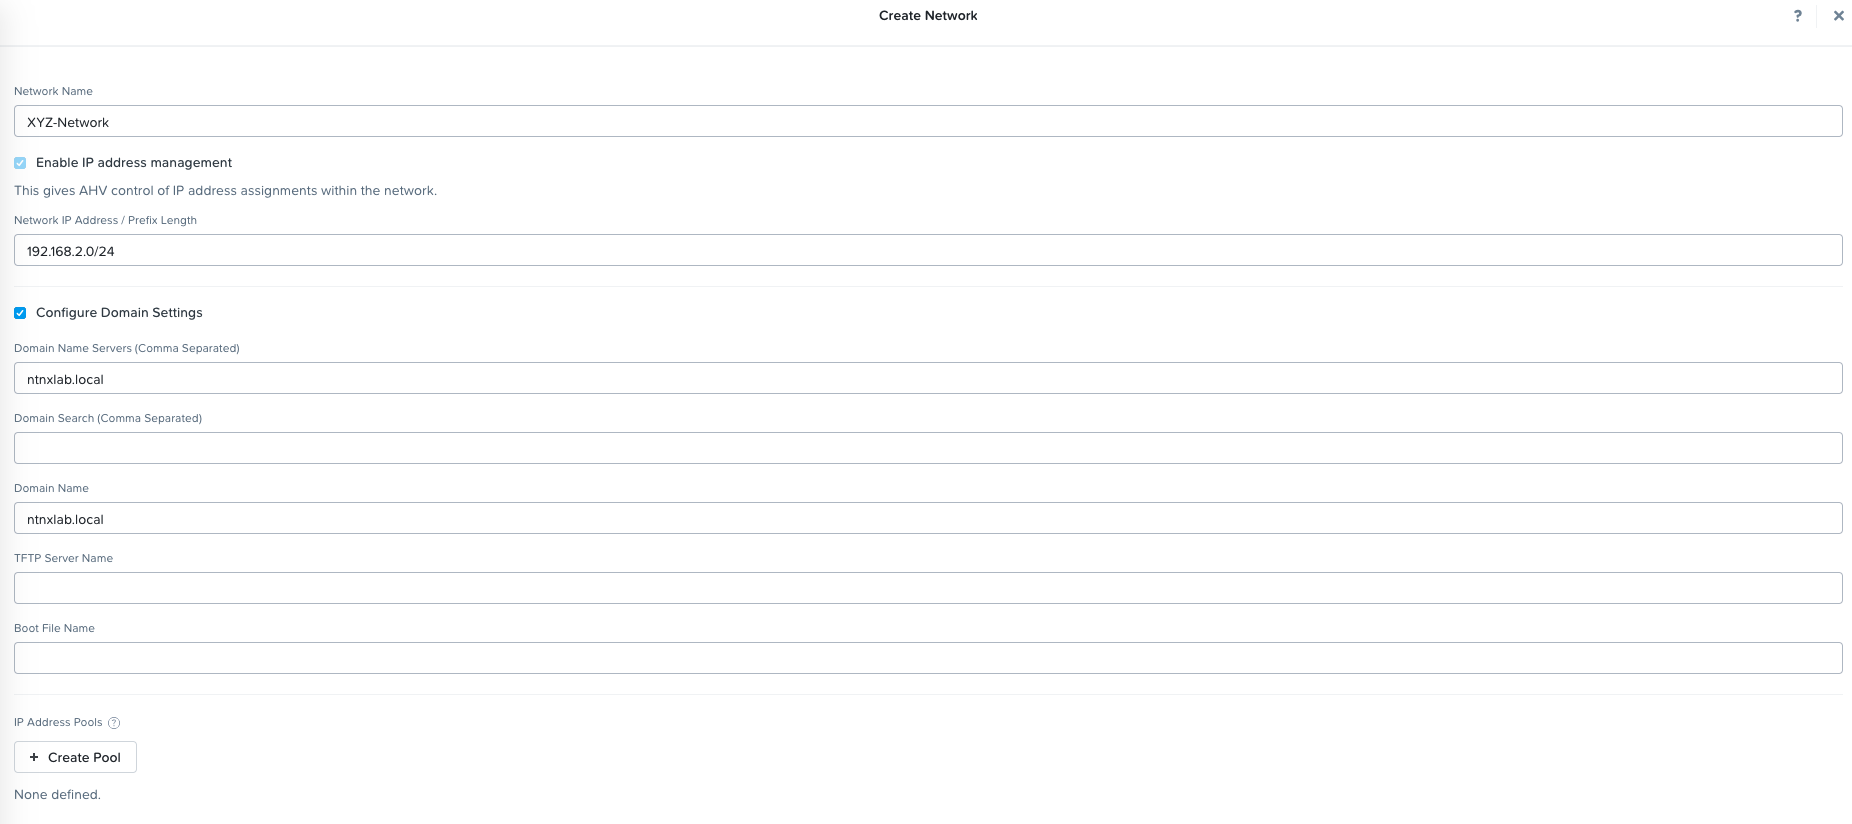 Create Network
?
×
Network Name
XYZ-Network
Enable IP address management
This gives AHV control of IP address assignments within the network.
Network IP Address / Prefix Length
192.168.2.0/24
Configure Domain Settings
Domain Name Servers (Comma Separated)
ntnxlab.local
Domain Search (Comma Separated)
Domain Name
ntnxlab.local
TFTP Server Name
Boot File Name
IP Address Pools ?
+ Create Pool
None defined.